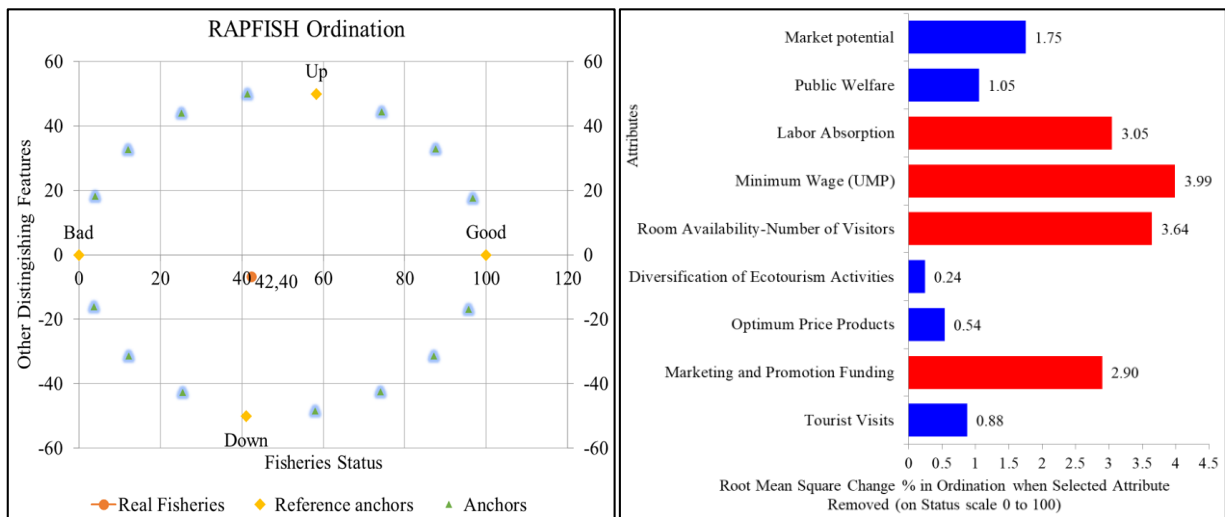 RAPFISH Ordination
60
60
Up
40
40
20
20
Bad
Good
0
0
0
20
40
42,40
60
80
100
120
-20
-20
-40
-40
Down
-60
-60
Other Distinghishing Features
Fisheries Status
Real Fisheries
Reference anchors
Anchors
Attributes
Market potential
1.75
Public Welfare
1.05
Labor Absorption
3.05
Minimum Wage (UMP)
3.99
Room Availability-Number of Visitors
3.64
Diversification of Ecotourism Activities
0.24
Optimum Price Products
0.54
Marketing and Promotion Funding
2.90
Tourist Visits
0.88
0 0.5 1 1.5 2 2.5 3 3.5 4 4.5
Root Mean Square Change % in Ordination when Selected Attribute
Removed (on Status scale 0 to 100)